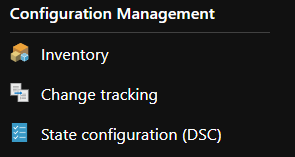 Configuration Management
Inventory
Change tracking
State configuration (DSC)